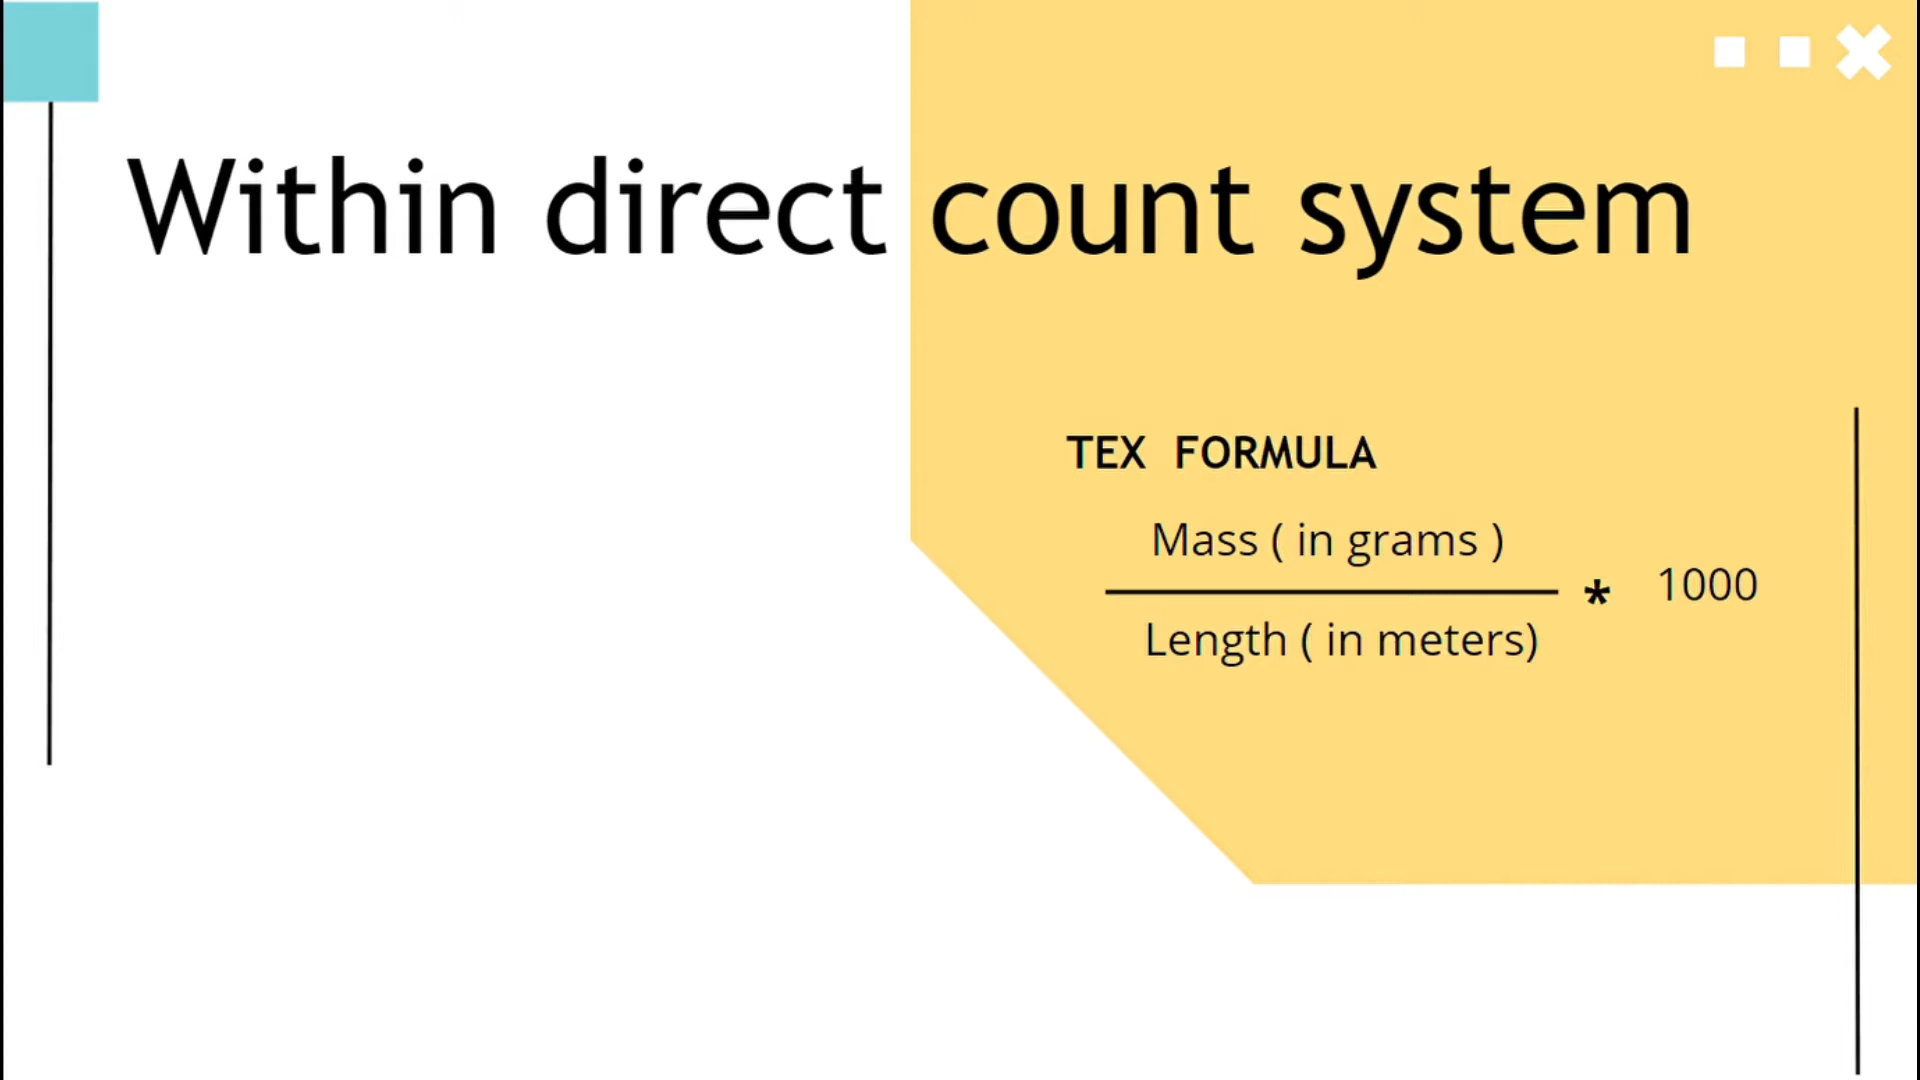 Within direct count system
TEX FORMULA
Mass ( in grams )
* 1000
Length ( in meters)